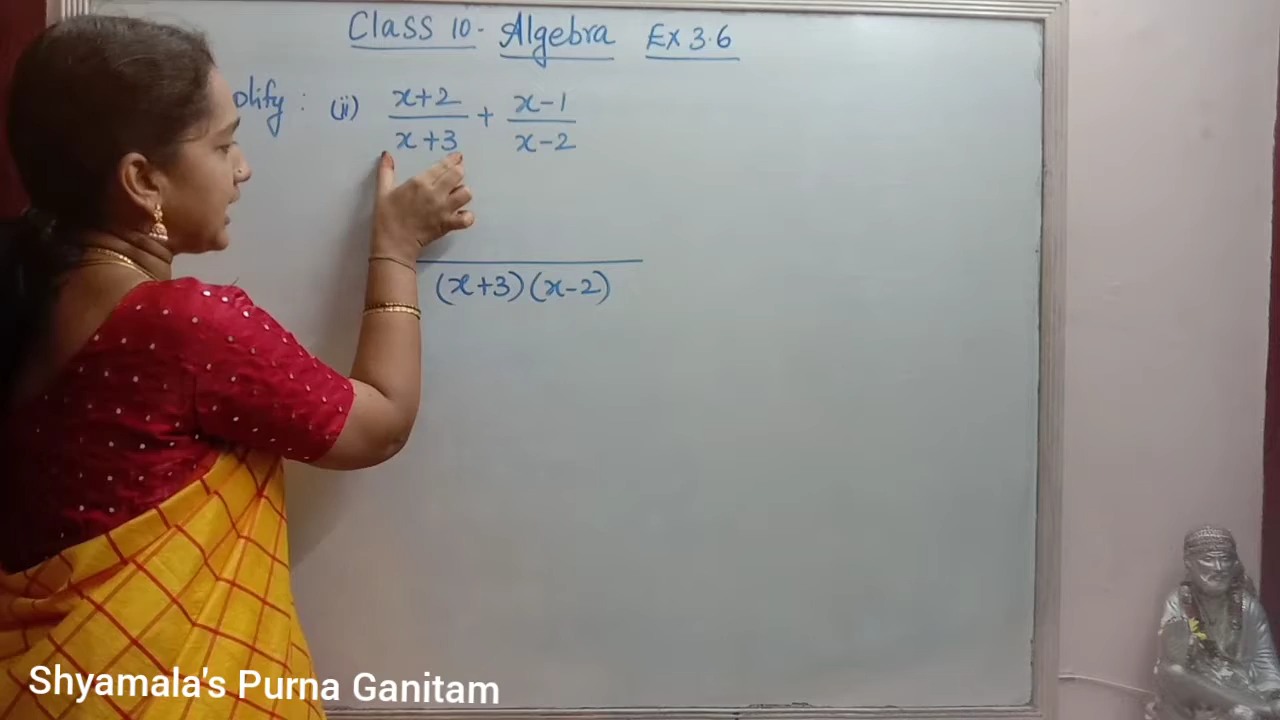 Class 10 - Algebra Ex 3.6
plify : (ii) x+2/x+3 + x-1/x-2
(x+3)(x-2)
Shyamala's Purna Ganitam